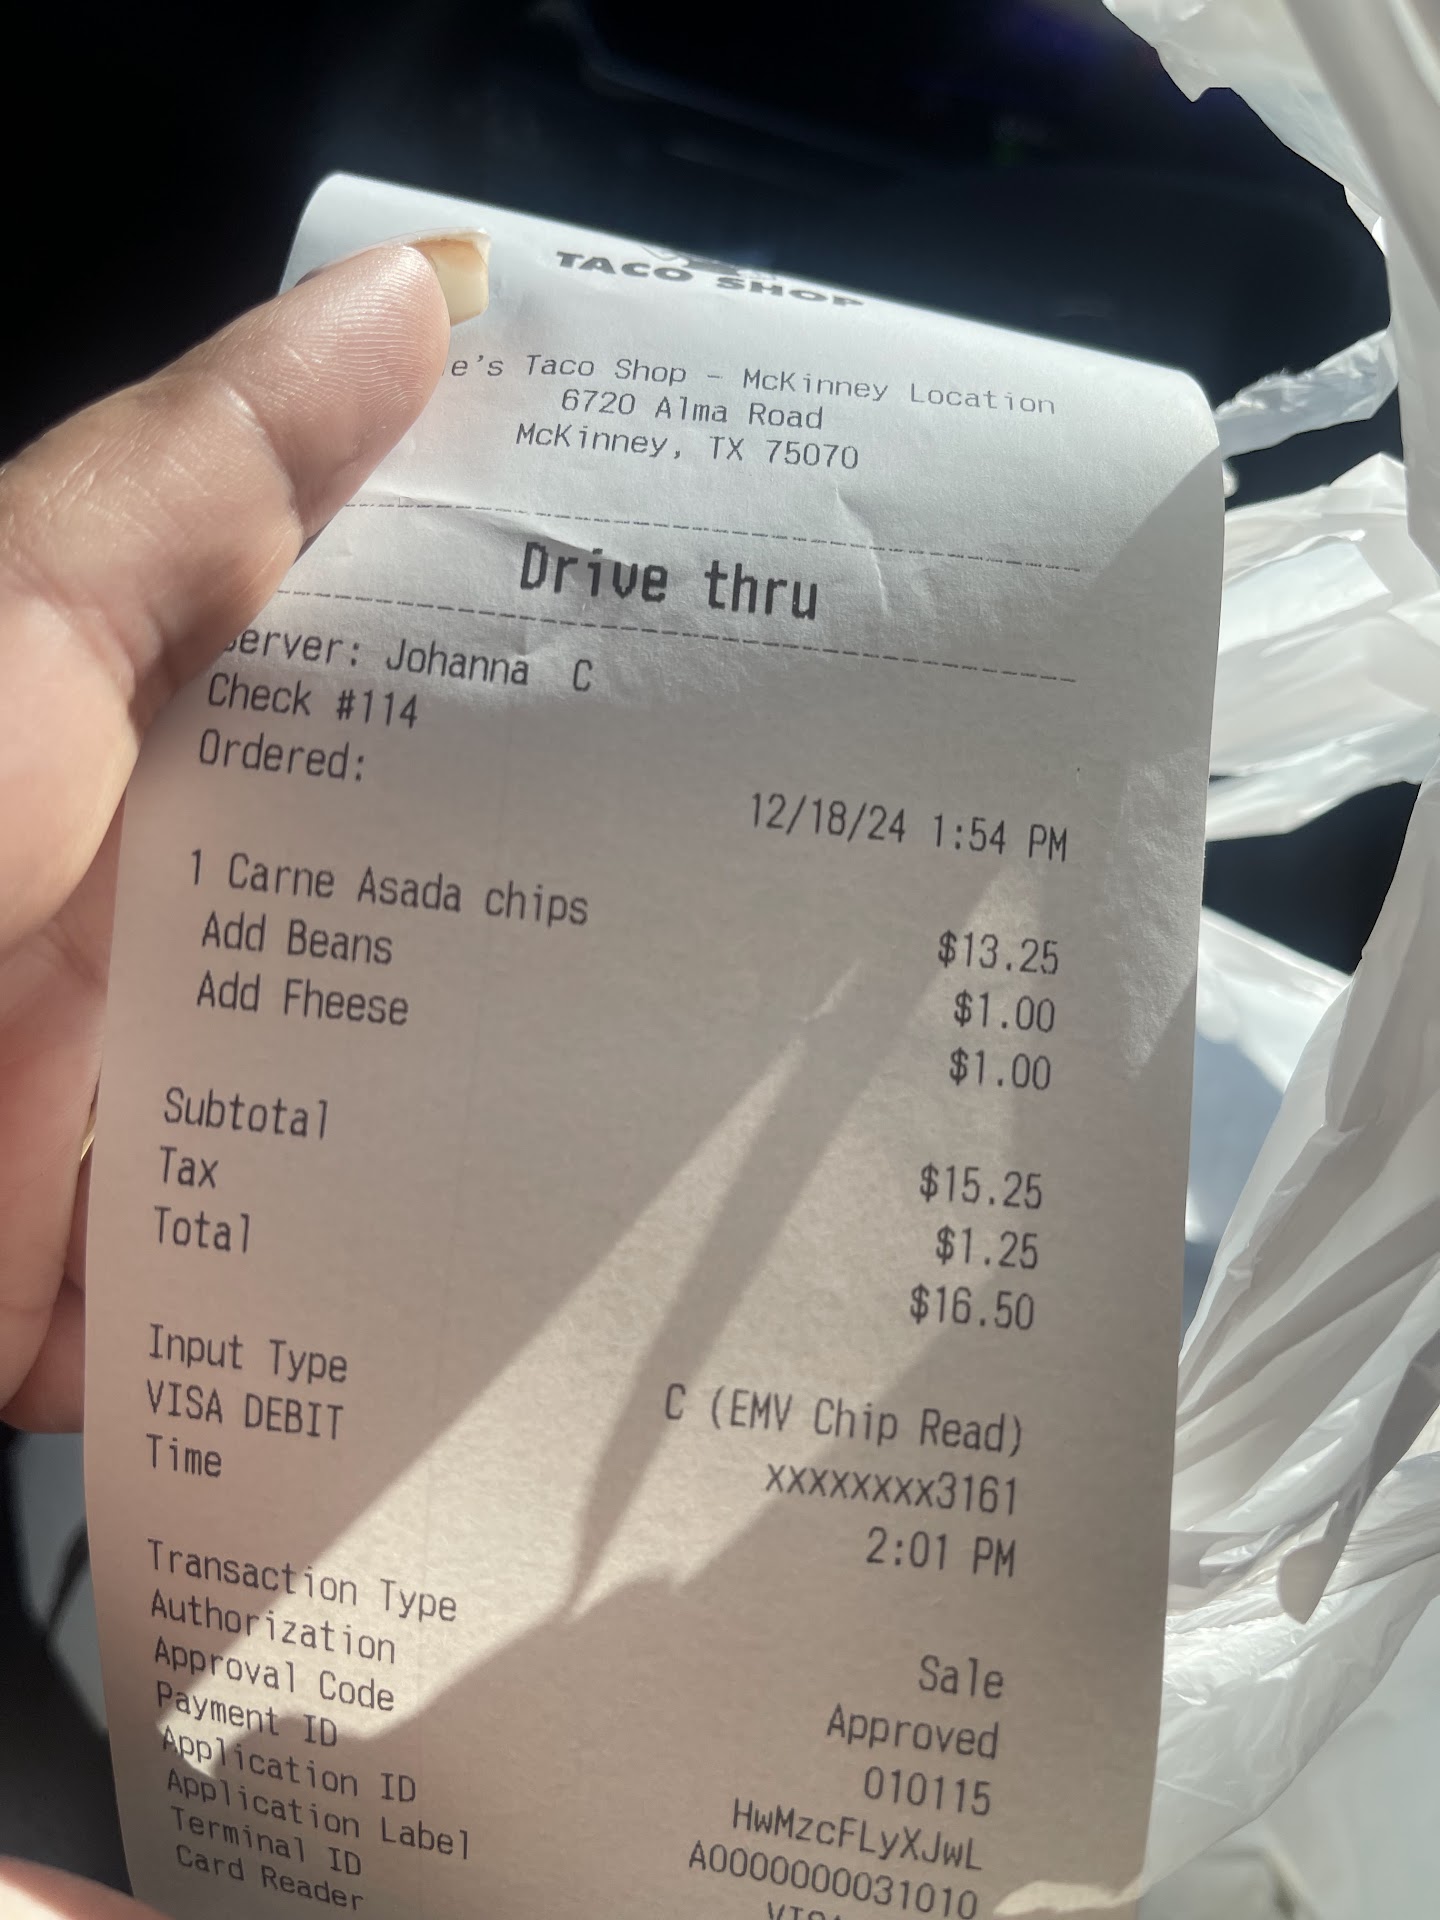 TACO SHOP
e's Taco Shop - McKinney Location
6720 Alma Road
McKinney, TX 75070
Drive thru
Server: Johanna C
Check #114
Ordered:
12/18/24 1:54 PM
1 Carne Asada chips
$13.25
Add Beans
$1.00
Add Fheese
$1.00
Subtotal
$15.25
Tax
$1.25
Total
$16.50
Input Type
C (EMV Chip Read)
VISA DEBIT
xxxxxxxx3161
Time
2:01 PM
Transaction Type
Sale
Authorization
Approved
Approval Code
010115
Payment ID
HwMzcFLyXJwL
Application ID
A0000000031010
Application Label
Terminal ID
Card Reader